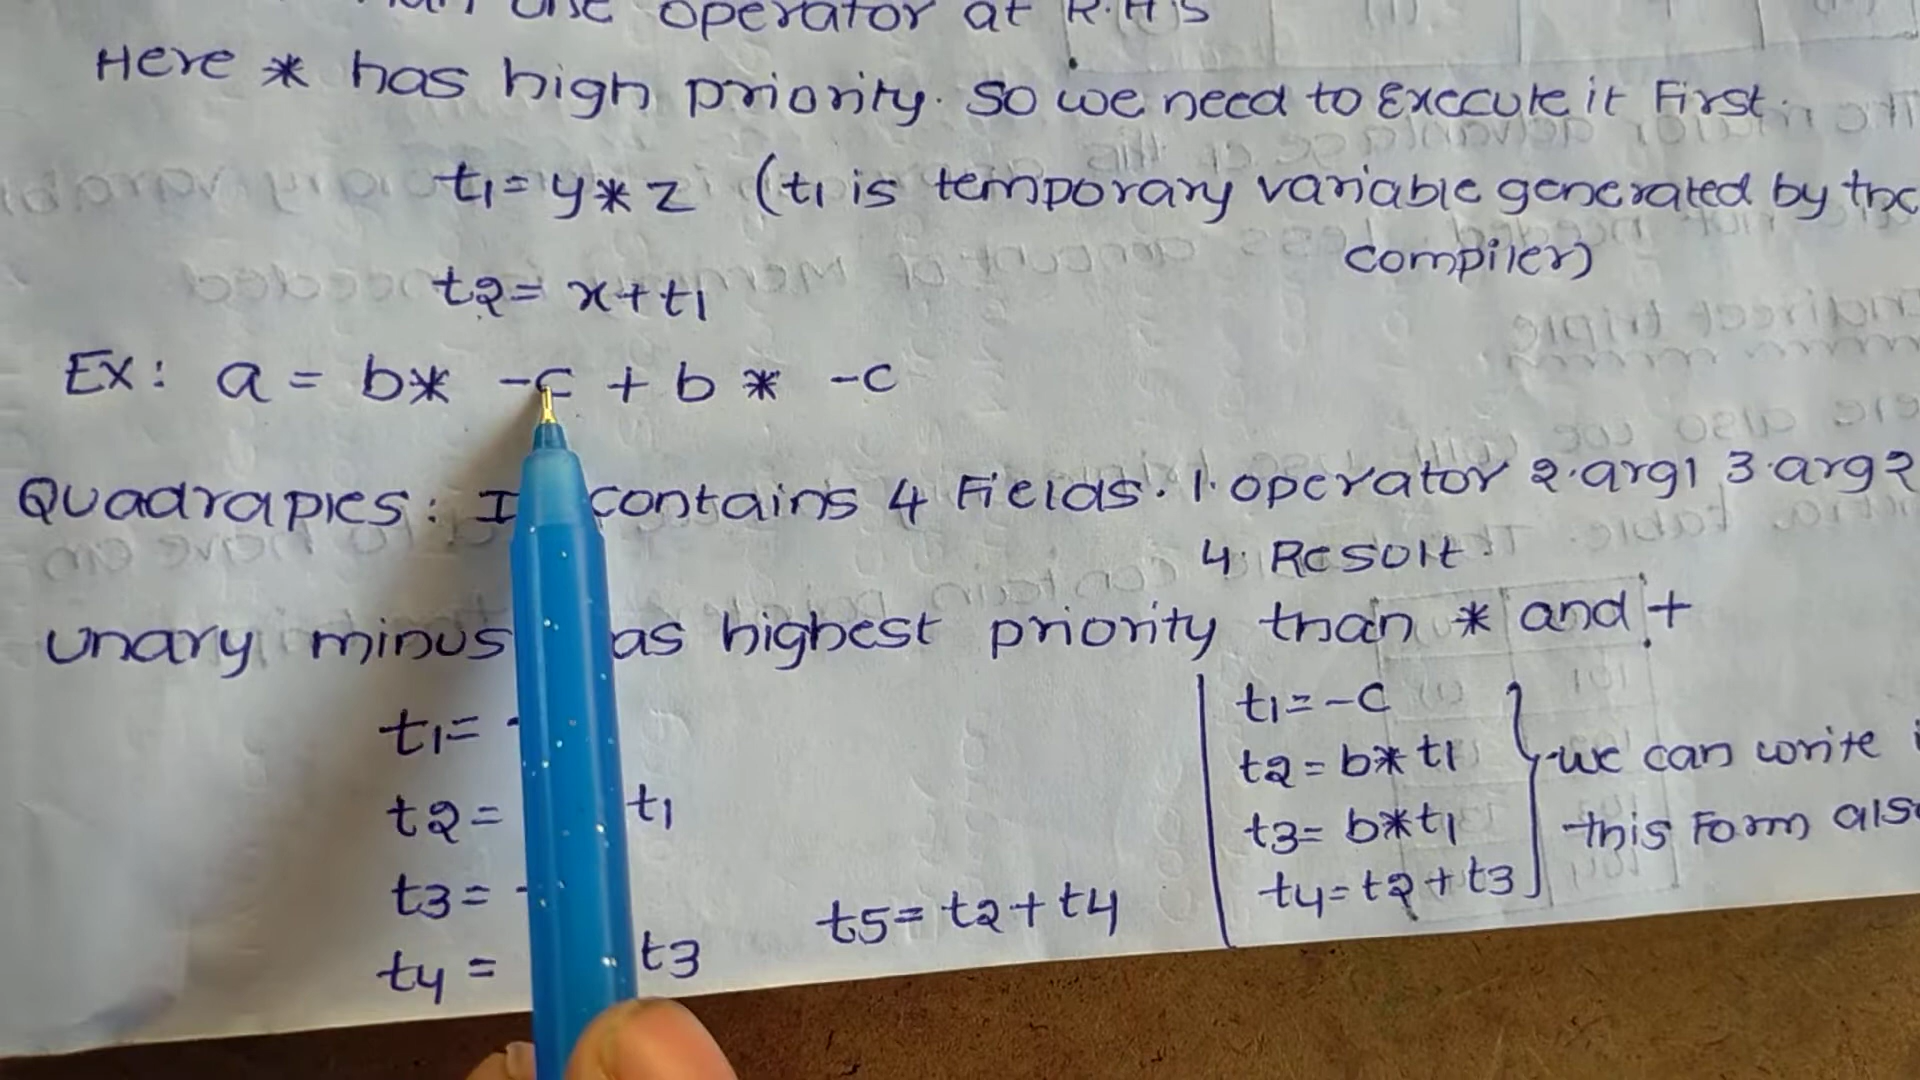 operator at R.H.S
Here * has high priority. So we need to Execute it First.
t1 = y * z (t1 is temporary variable generated by the
compiler)
t2 = x + t1
Ex: a = b * -c + b * -c
Quadraples: contains 4 Fields. 1. operator 2. arg1 3. arg2
4. Result.
unary minus highest priority than * and +
t1 = -c
t1 =
t2 = b * t1
we can write
t2 = t1
t3 = b * t1
this Form also
t3 =
t4 = t2 + t3
t5 = t2 + t4
t4 = t3